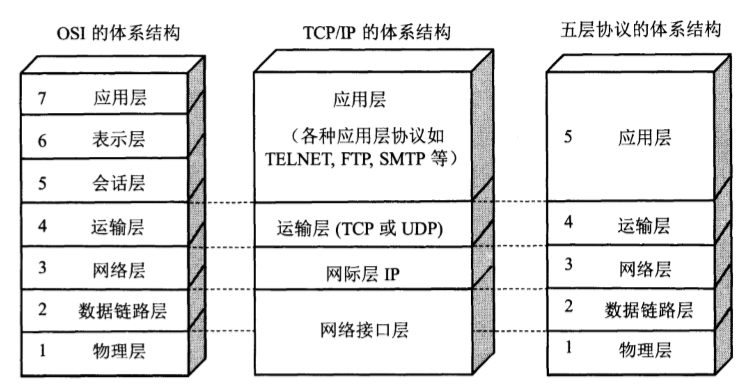 OSI 的体系结构
TCP/IP 的体系结构
五层协议的体系结构
7 应用层
6 表示层
5 会话层
4 运输层
3 网络层
2 数据链路层
1 物理层
应用层
（各种应用层协议如
TELNET, FTP, SMTP 等）
运输层 (TCP 或 UDP)
网际层 IP
网络接口层
5 应用层
4 运输层
3 网络层
2 数据链路层
1 物理层